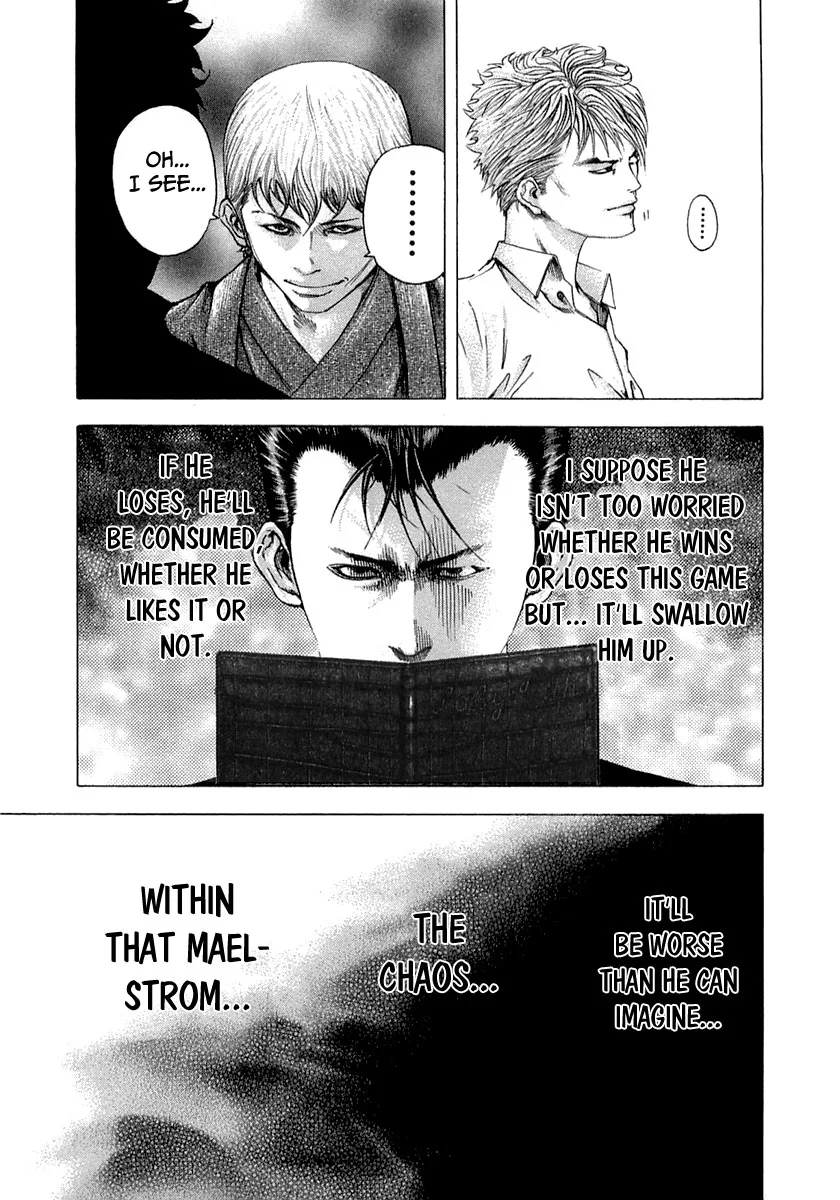 ......
OH...
I SEE...
........
I SUPPOSE HE
ISN'T TOO WORRIED
WHETHER HE WINS
OR LOSES THIS GAME
BUT... IT'LL SWALLOW
HIM UP.
IF HE
LOSES, HE'LL
BE CONSUMED
WHETHER HE
LIKES IT OR
NOT.
IT'LL
BE WORSE
THAN HE CAN
IMAGINE...
THE
CHAOS...
WITHIN
THAT MAEL-
STROM...